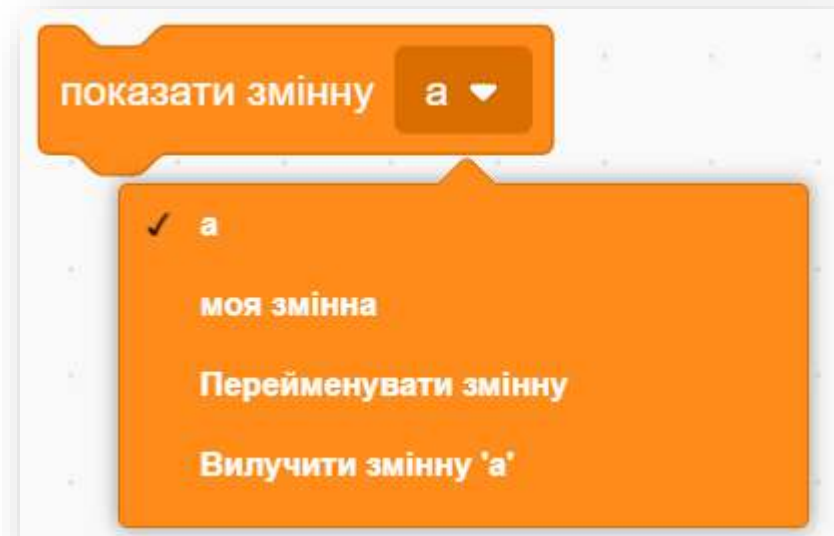 показати змінну a
a
моя змінна
Перейменувати змінну
Вилучити змінну 'a'